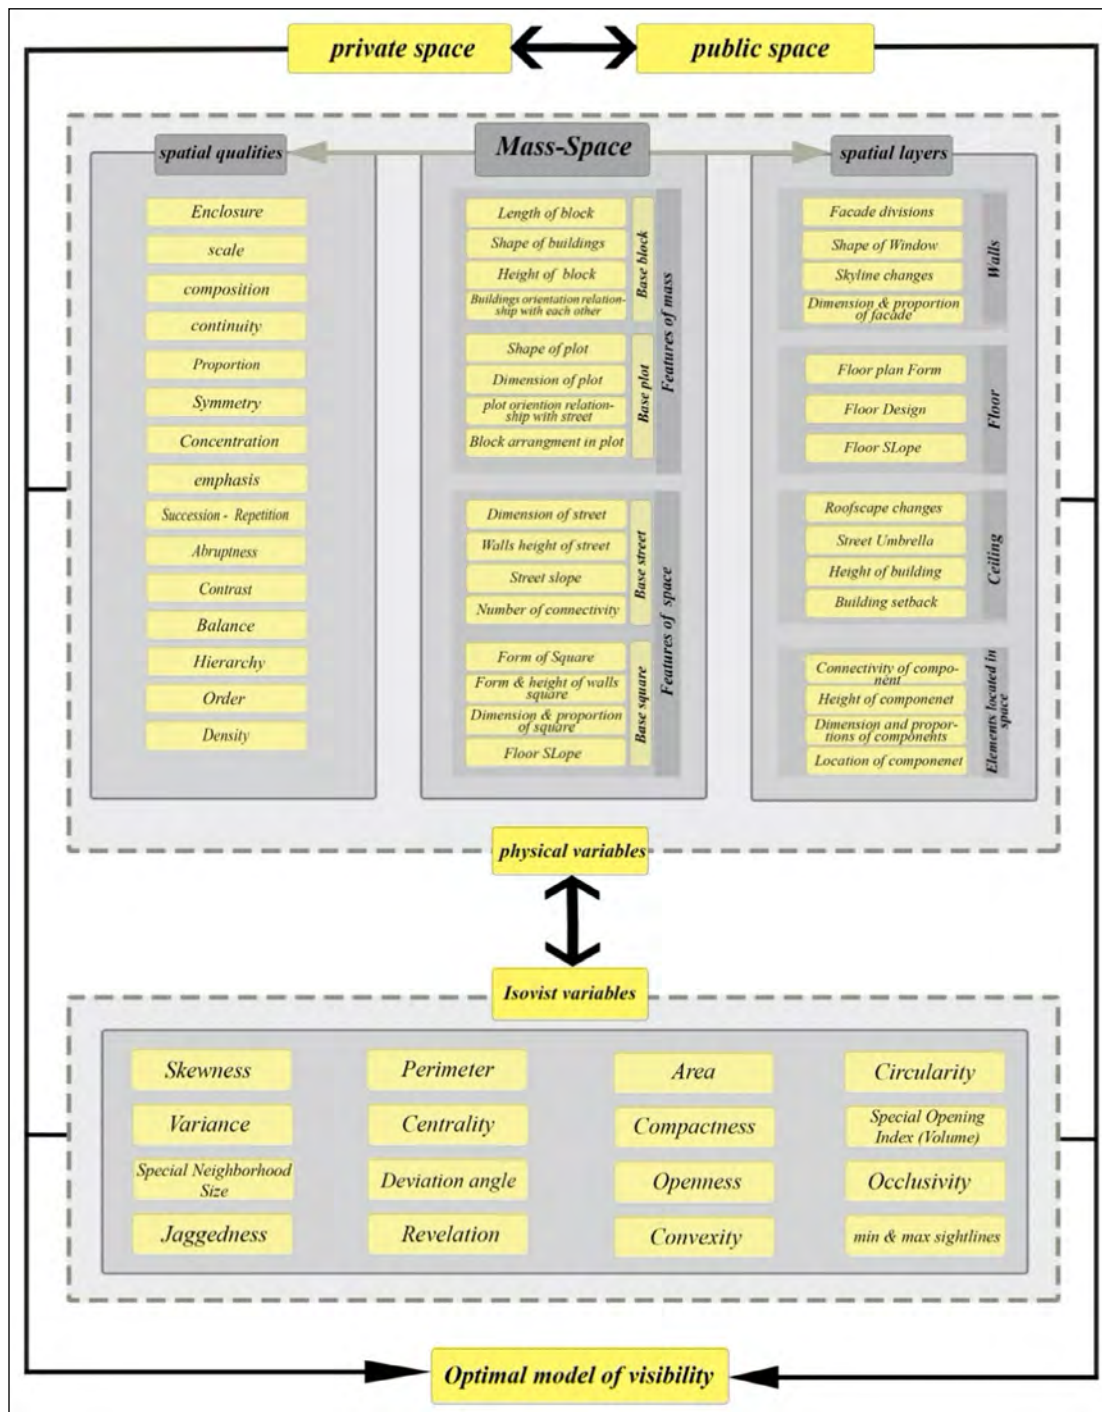 private space
public space
spatial qualities
Mass-Space
spatial layers
Enclosure
scale
composition
continuity
Proportion
Symmetry
Concentration
emphasis
Succession - Repetition
Abruptness
Contrast
Balance
Hierarchy
Order
Density
Length of block
Shape of buildings
Height of block
Buildings orientation relation-
ship with each other
Base block
Shape of plot
Dimension of plot
plot oriention relation-
ship with street
Block arrangment in plot
Base plot
Features of mass
Dimension of street
Walls height of street
Street slope
Number of connectivity
Base street
Form of Square
Form & height of walls
square
Dimension & proportion
of square
Floor SLope
Base square
Features of space
Facade divisions
Shape of Window
Skyline changes
Dimension & proportion
of facade
Walls
Floor plan Form
Floor Design
Floor SLope
Floor
Roofscape changes
Street Umbrella
Height of building
Building setback
Ceiling
Connectivity of compo-
nent
Height of componenet
Dimension and propor-
tions of components
Location of componenet
Elements located in
space
physical variables
Isovist variables
Skewness
Perimeter
Area
Circularity
Variance
Centrality
Compactness
Special Opening
Index (Volume)
Special Neighborhood
Size
Deviation angle
Openness
Occlusivity
Jaggedness
Revelation
Convexity
min & max sightlines
Optimal model of visibility